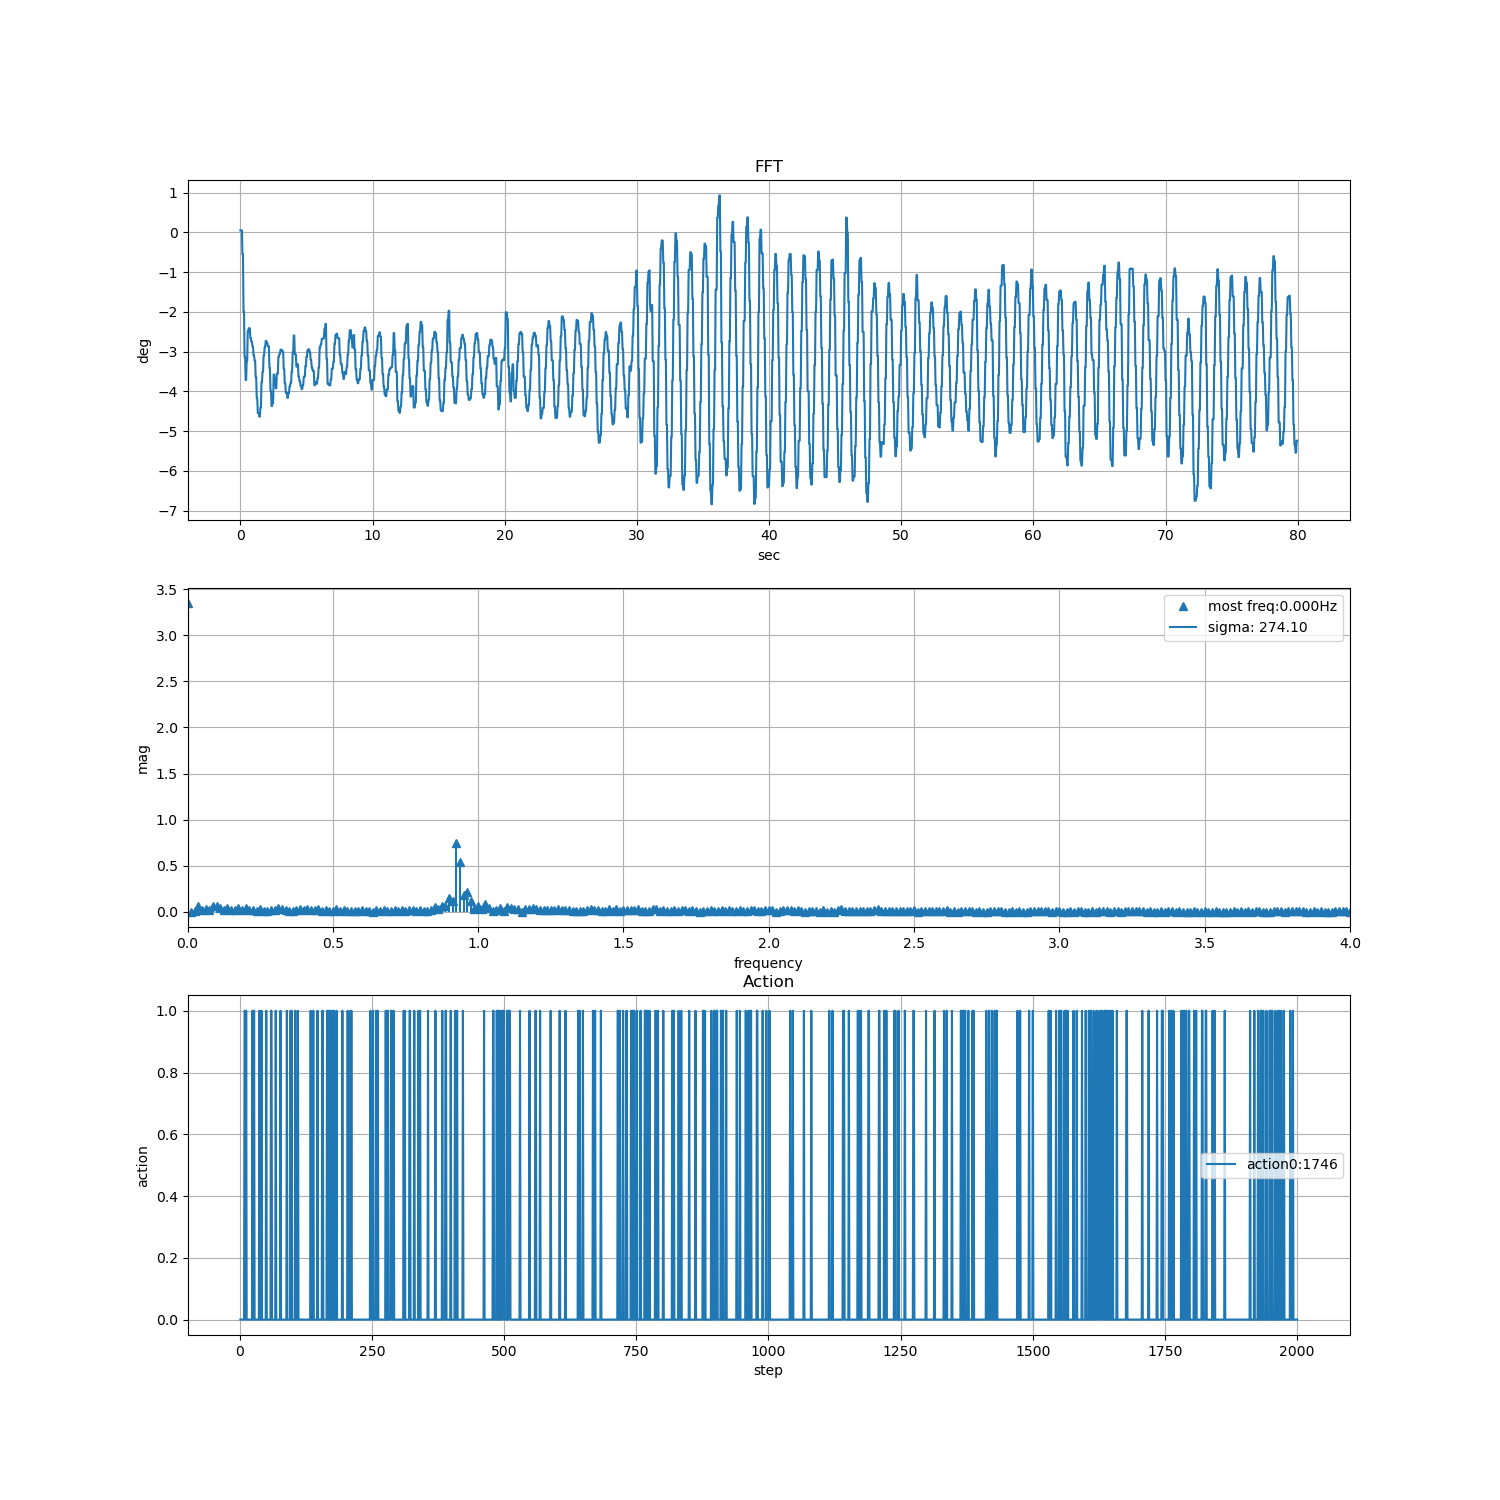 FFT
1
0
−1
−2
−3
−4
−5
−6
−7
deg
0 10 20 30 40 50 60 70 80
sec
3.5
3.0
2.5
2.0
1.5
1.0
0.5
0.0
mag
most freq:0.000Hz
sigma: 274.10
0.0 0.5 1.0 1.5 2.0 2.5 3.0 3.5 4.0
frequency
Action
1.0
0.8
0.6
0.4
0.2
0.0
action
action0:1746
0 250 500 750 1000 1250 1500 1750 2000
step